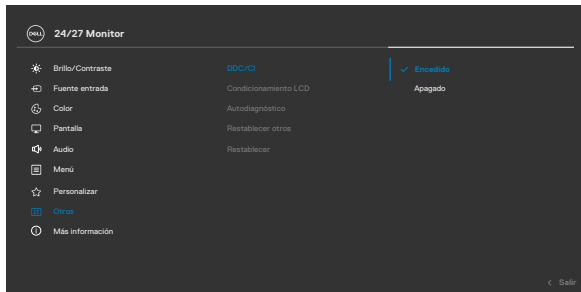 DELL
24/27 Monitor
Brillo/Contraste
Fuente entrada
Color
Pantalla
Audio
Menú
Personalizar
Otros
Más información
DDC/CI
Condicionamiento LCD
Autodiagnóstico
Restablecer otros
Restablecer
Encedido
Apagado
Salir